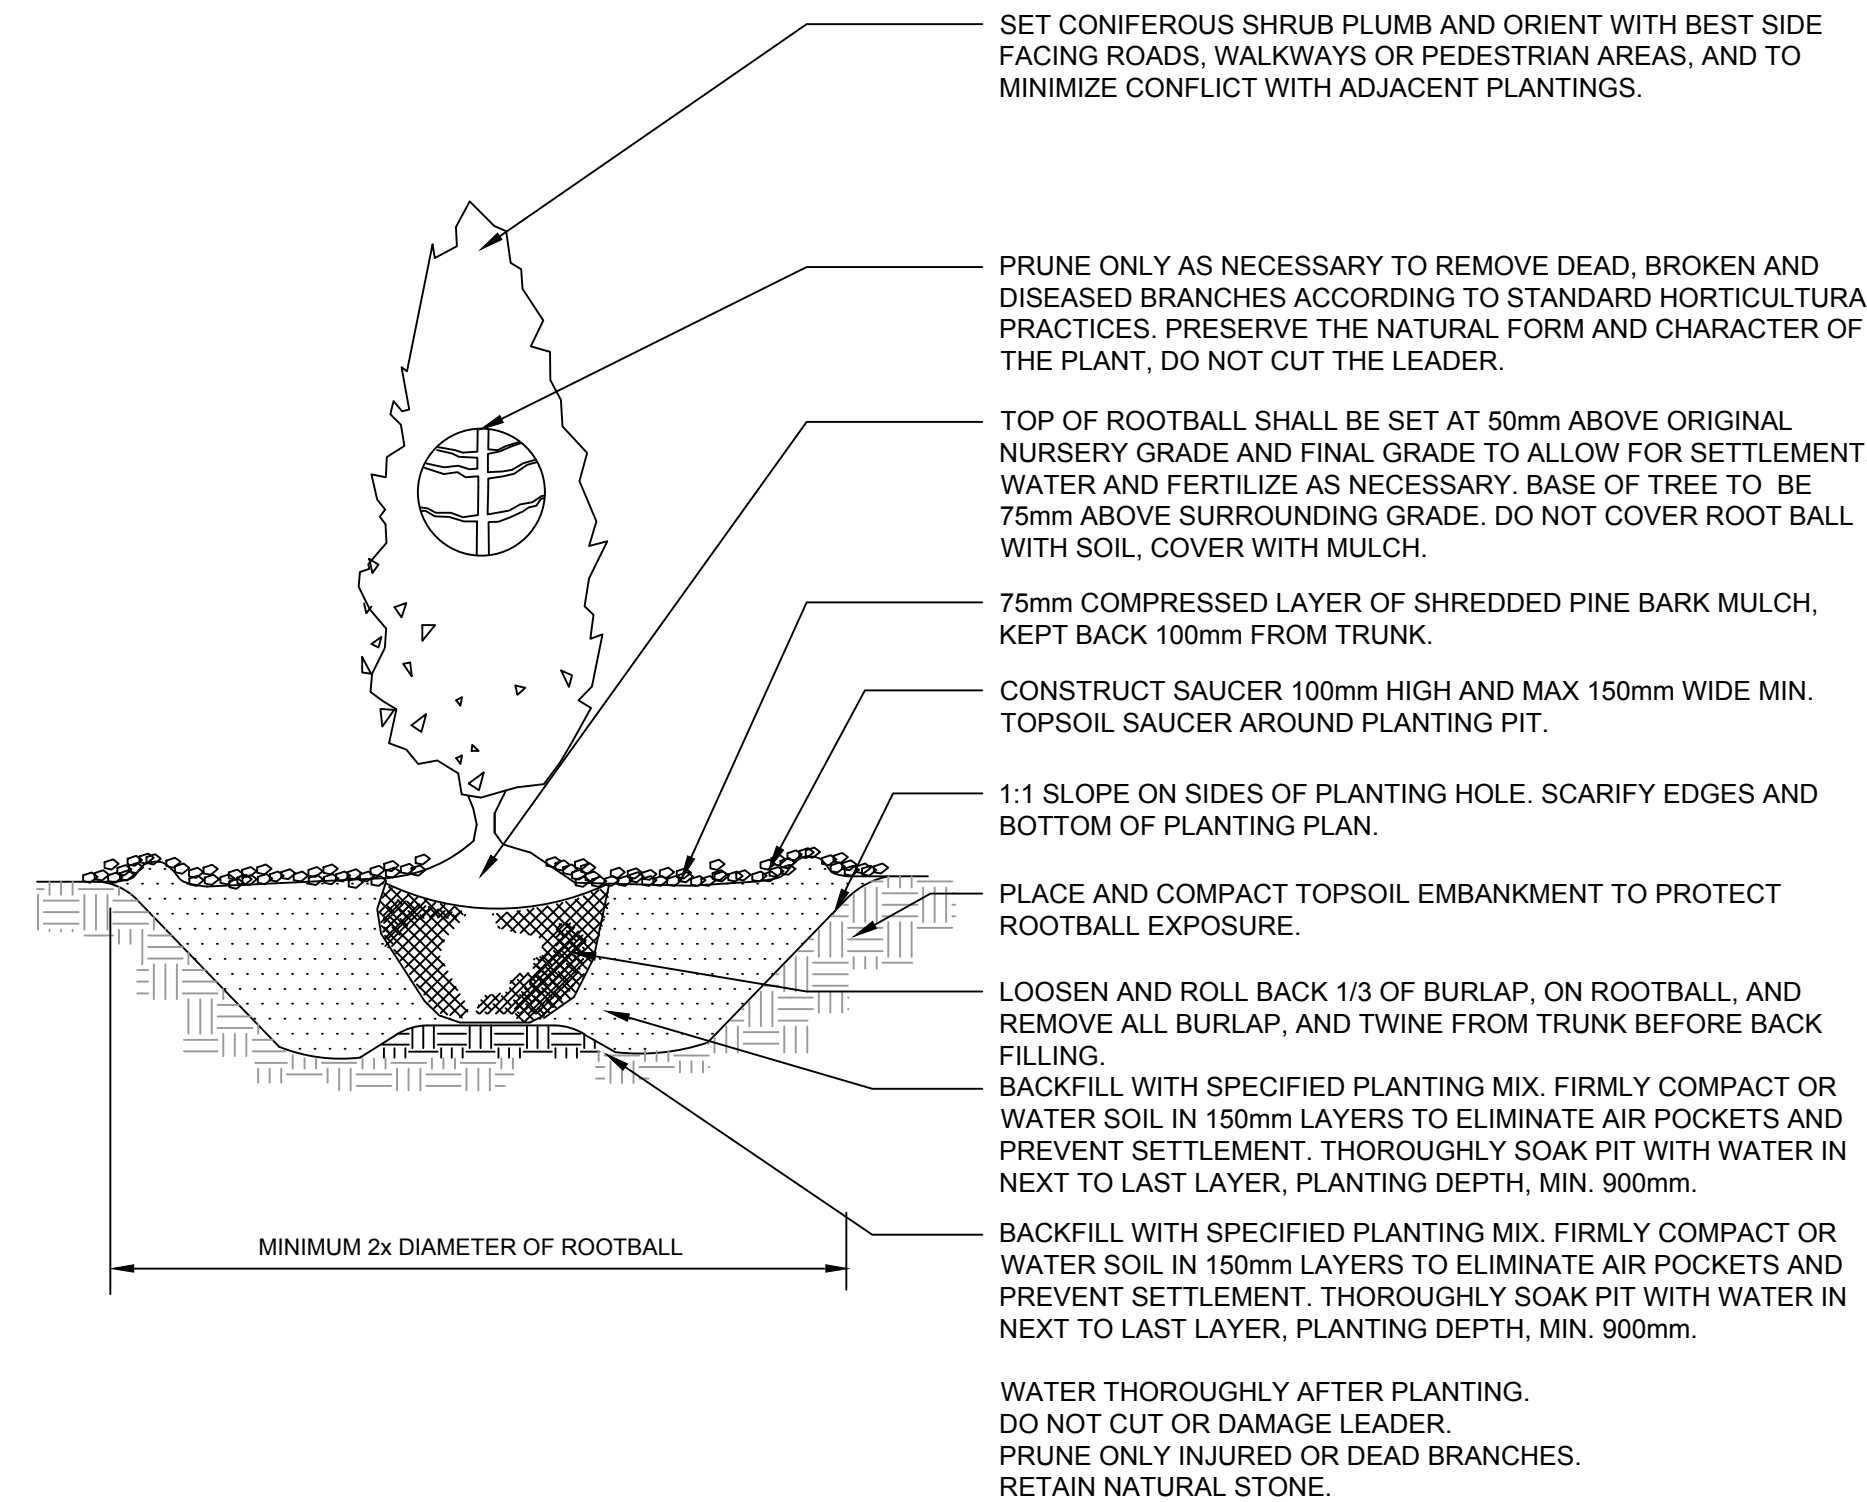 SET CONIFEROUS SHRUB PLUMB AND ORIENT WITH BEST SIDE
FACING ROADS, WALKWAYS OR PEDESTRIAN AREAS, AND TO
MINIMIZE CONFLICT WITH ADJACENT PLANTINGS.
PRUNE ONLY AS NECESSARY TO REMOVE DEAD, BROKEN AND
DISEASED BRANCHES ACCORDING TO STANDARD HORTICULTURA
PRACTICES. PRESERVE THE NATURAL FORM AND CHARACTER OF
THE PLANT, DO NOT CUT THE LEADER.
TOP OF ROOTBALL SHALL BE SET AT 50mm ABOVE ORIGINAL
NURSERY GRADE AND FINAL GRADE TO ALLOW FOR SETTLEMENT.
WATER AND FERTILIZE AS NECESSARY. BASE OF TREE TO BE
75mm ABOVE SURROUNDING GRADE. DO NOT COVER ROOT BALL
WITH SOIL, COVER WITH MULCH.
75mm COMPRESSED LAYER OF SHREDDED PINE BARK MULCH,
KEPT BACK 100mm FROM TRUNK.
CONSTRUCT SAUCER 100mm HIGH AND MAX 150mm WIDE MIN.
TOPSOIL SAUCER AROUND PLANTING PIT.
1:1 SLOPE ON SIDES OF PLANTING HOLE. SCARIFY EDGES AND
BOTTOM OF PLANTING PLAN.
PLACE AND COMPACT TOPSOIL EMBANKMENT TO PROTECT
ROOTBALL EXPOSURE.
LOOSEN AND ROLL BACK 1/3 OF BURLAP, ON ROOTBALL, AND
REMOVE ALL BURLAP, AND TWINE FROM TRUNK BEFORE BACK
FILLING.
BACKFILL WITH SPECIFIED PLANTING MIX. FIRMLY COMPACT OR
WATER SOIL IN 150mm LAYERS TO ELIMINATE AIR POCKETS AND
PREVENT SETTLEMENT. THOROUGHLY SOAK PIT WITH WATER IN
NEXT TO LAST LAYER, PLANTING DEPTH, MIN. 900mm.
BACKFILL WITH SPECIFIED PLANTING MIX. FIRMLY COMPACT OR
WATER SOIL IN 150mm LAYERS TO ELIMINATE AIR POCKETS AND
PREVENT SETTLEMENT. THOROUGHLY SOAK PIT WITH WATER IN
NEXT TO LAST LAYER, PLANTING DEPTH, MIN. 900mm.
MINIMUM 2x DIAMETER OF ROOTBALL
WATER THOROUGHLY AFTER PLANTING.
DO NOT CUT OR DAMAGE LEADER.
PRUNE ONLY INJURED OR DEAD BRANCHES.
RETAIN NATURAL STONE.